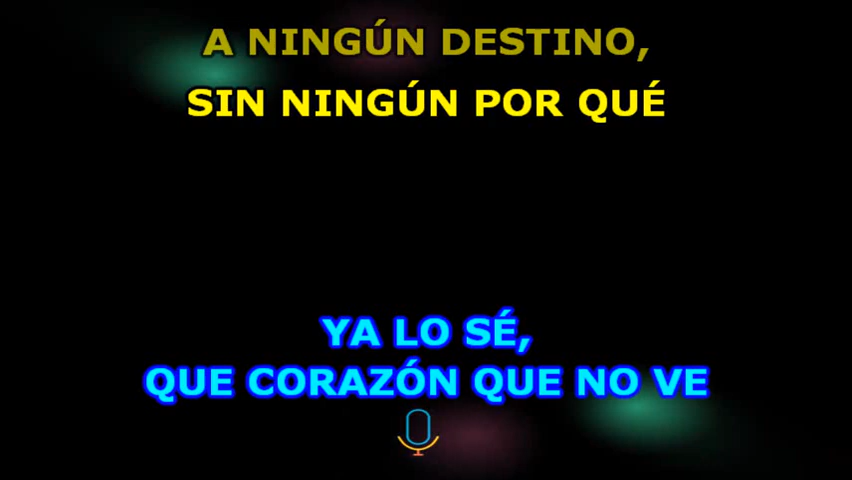 A NINGÚN DESTINO,
SIN NINGÚN POR QUÉ
YA LO SÉ,
QUE CORAZÓN QUE NO VE